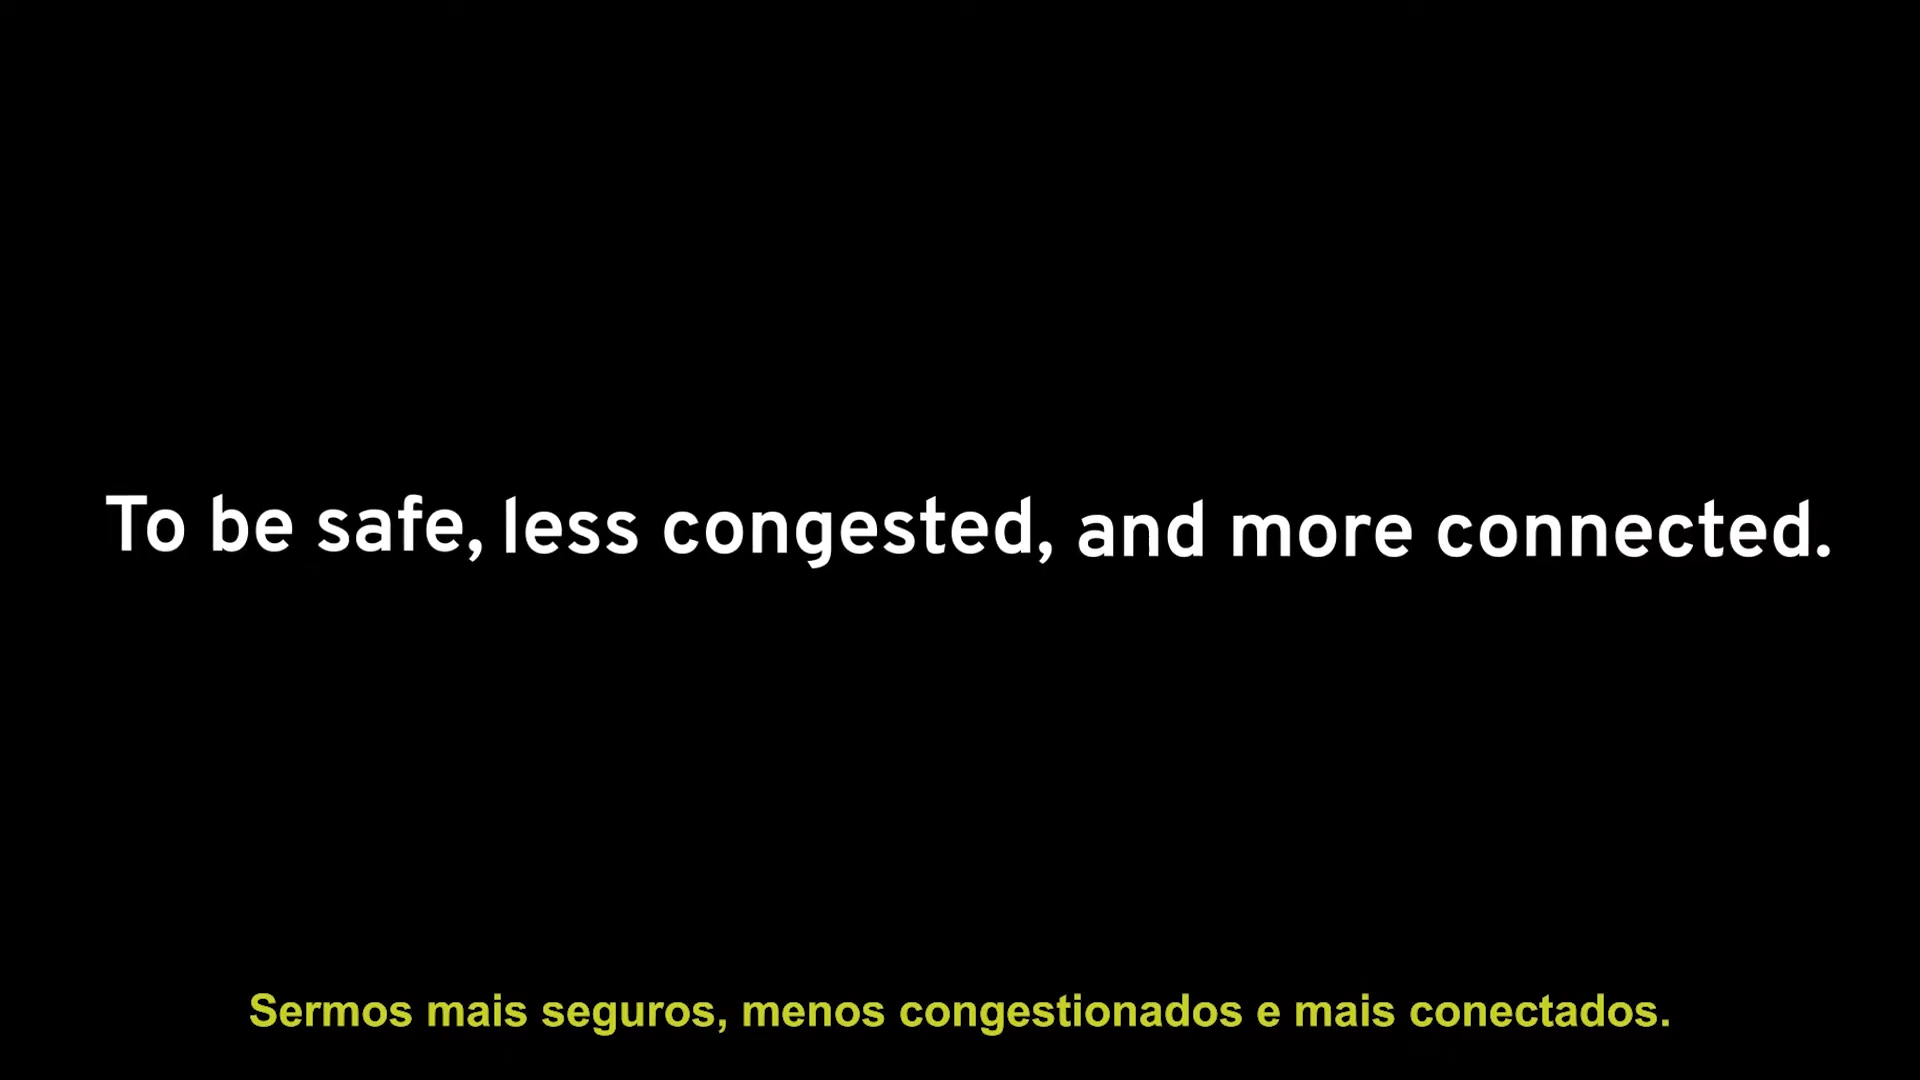 To be safe, less congested, and more connected.
Sermos mais seguros, menos congestionados e mais conectados.